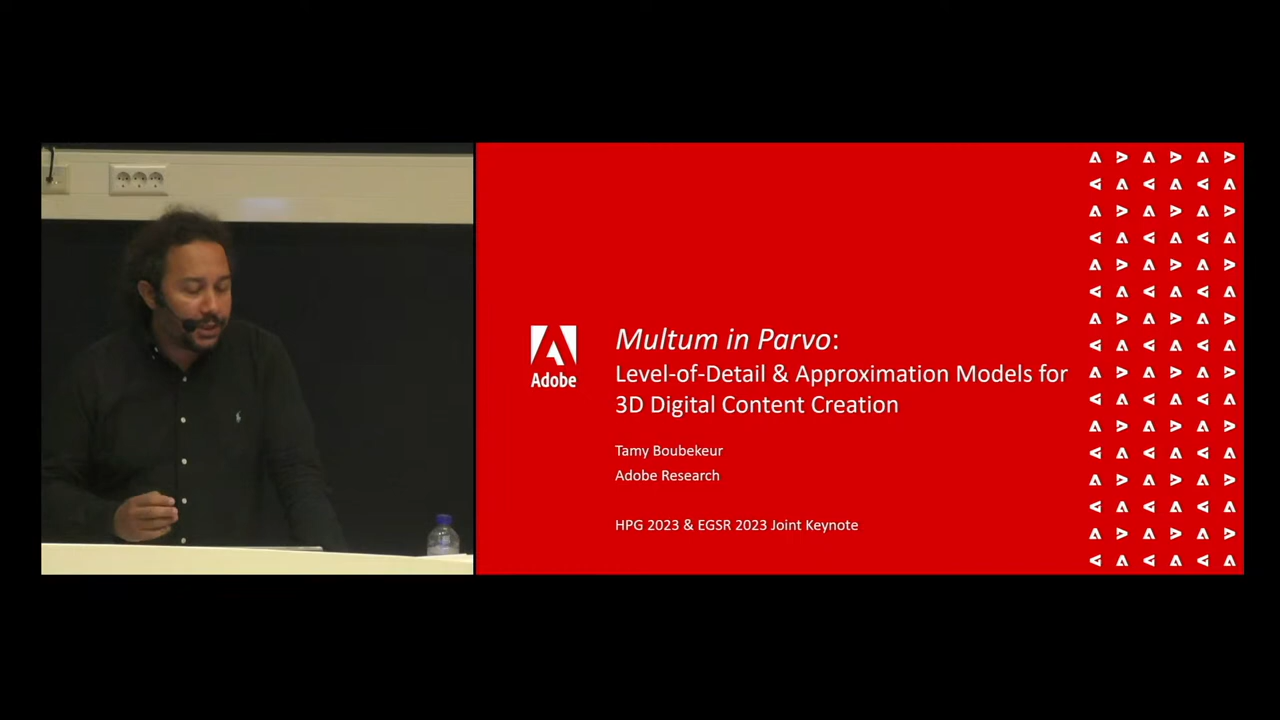 Adobe
Multum in Parvo:
Level-of-Detail & Approximation Models for
3D Digital Content Creation
Tamy Boubekeur
Adobe Research
HPG 2023 & EGSR 2023 Joint Keynote